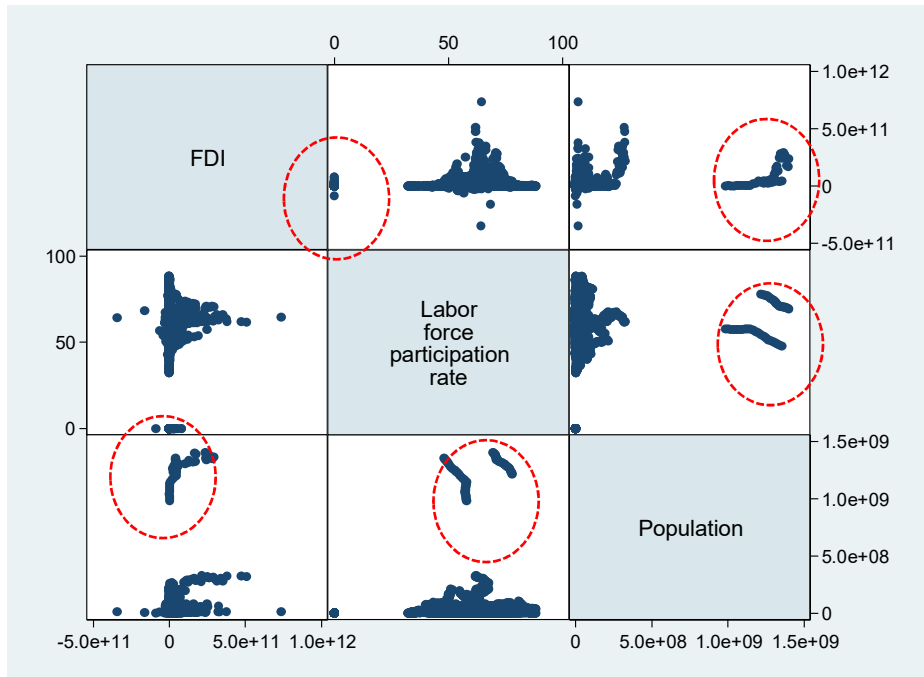 0 50 100
FDI
1.0e+12
5.0e+11
0
-5.0e+11
100
50
0
Labor
force
participation
rate
Population
1.5e+09
1.0e+09
5.0e+08
0
-5.0e+11 0 5.0e+11 1.0e+12
0 5.0e+08 1.0e+09 1.5e+09